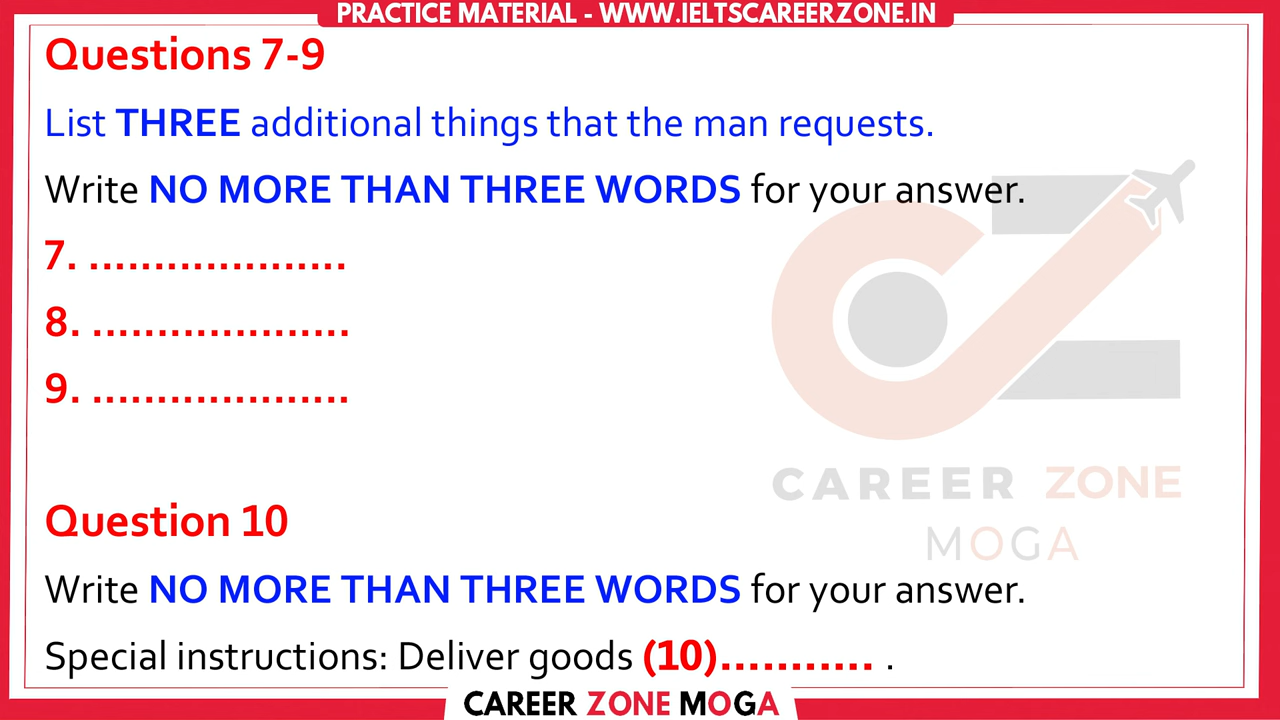 PRACTICE MATERIAL - WWW.IELTSCAREERZONE.IN
Questions 7-9
List THREE additional things that the man requests.
Write NO MORE THAN THREE WORDS for your answer.
7. ....................
8. ....................
9. ....................
CAREER ZONE
MOGA
Question 10
Write NO MORE THAN THREE WORDS for your answer.
Special instructions: Deliver goods (10)............ .
CAREER ZONE MOGA